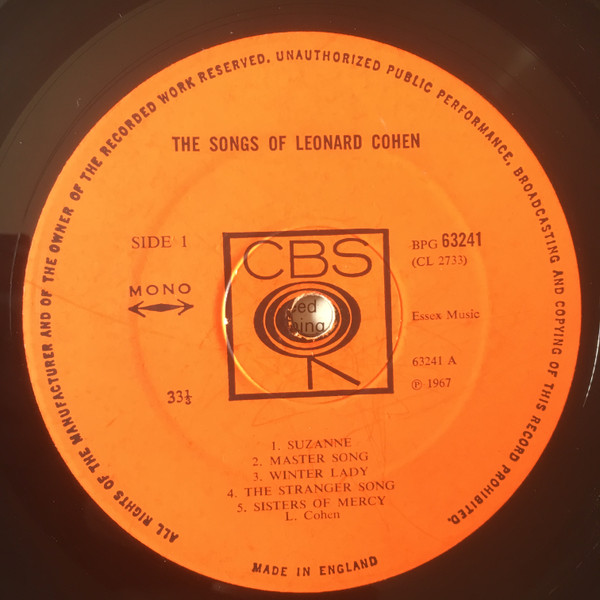 ALL RIGHTS OF THE MANUFACTURER AND OF THE OWNER OF THE RECORDED WORK RESERVED. UNAUTHORIZED PUBLIC PERFORMANCE, BROADCASTING AND COPYING OF THIS RECORD PROHIBITED.
THE SONGS OF LEONARD COHEN
SIDE 1
MONO
33⅓
CBS
BPG 63241
(CL 2733)
Essex Music
63241 A
℗ 1967
1. SUZANNE
2. MASTER SONG
3. WINTER LADY
4. THE STRANGER SONG
5. SISTERS OF MERCY
L. Cohen
MADE IN ENGLAND